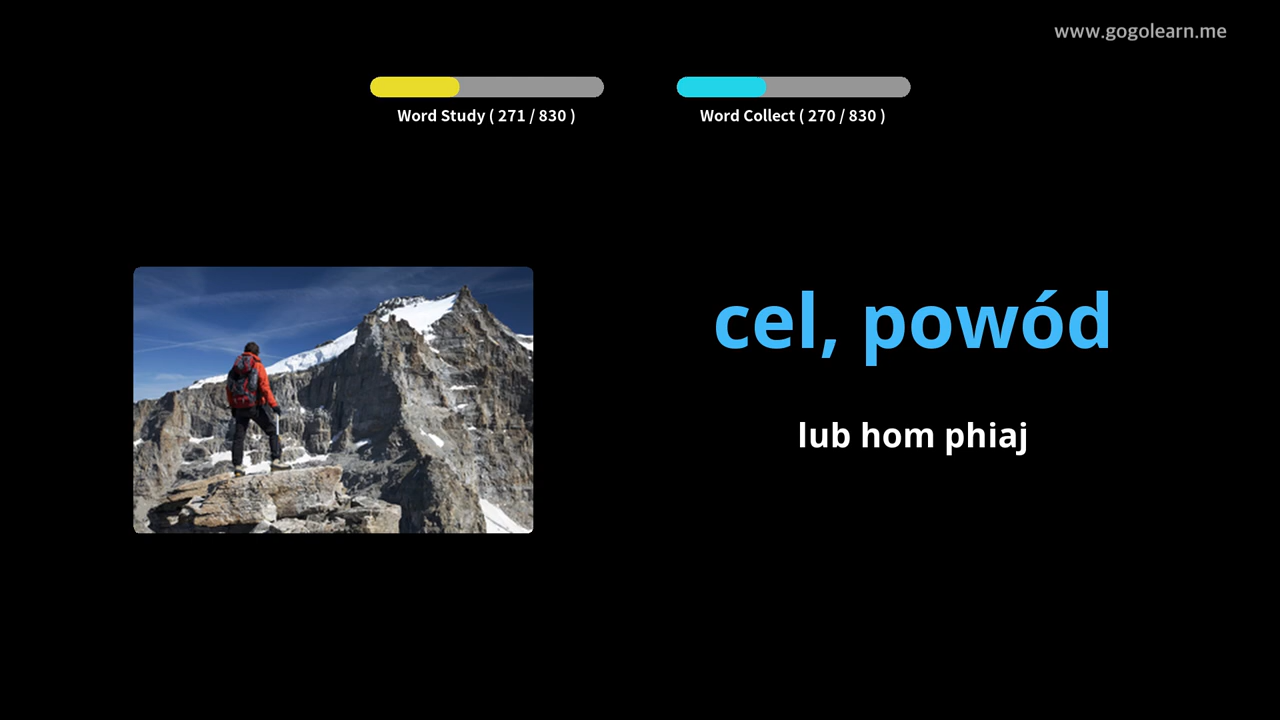 www.gogolearn.me
Word Study ( 271 / 830 )
Word Collect ( 270 / 830 )
cel, powód
lub hom phiaj